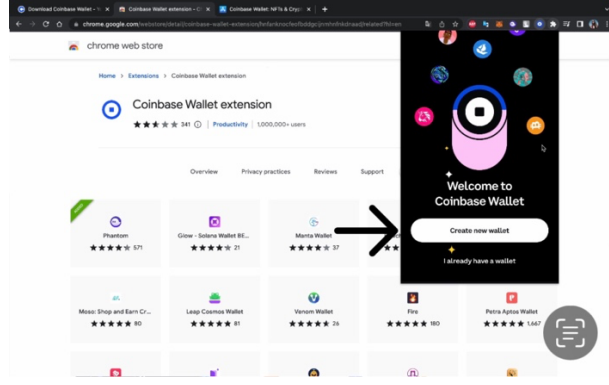 Download Coinbase Wallet -
Coinbase Wallet extension - C
Coinbase Wallet: NFTs & Cryp
chrome.google.com/webstore/detail/coinbase-wallet-extension/hnfanknocfeofbddgcijnmhnfnkdnaad/related?hl=en
chrome web store
Home > Extensions > Coinbase Wallet extension
Coinbase Wallet extension
341 | Productivity | 1,000,000+ users
Overview Privacy practices Reviews Support
Welcome to
Coinbase Wallet
Create new wallet
I already have a wallet
Phantom
571
Glow - Solana Wallet BE...
21
Manta Wallet
37
Moso: Shop and Earn Cr...
80
Leap Cosmos Wallet
81
Venom Wallet
26
Fire
180
Petra Aptos Wallet
1,667